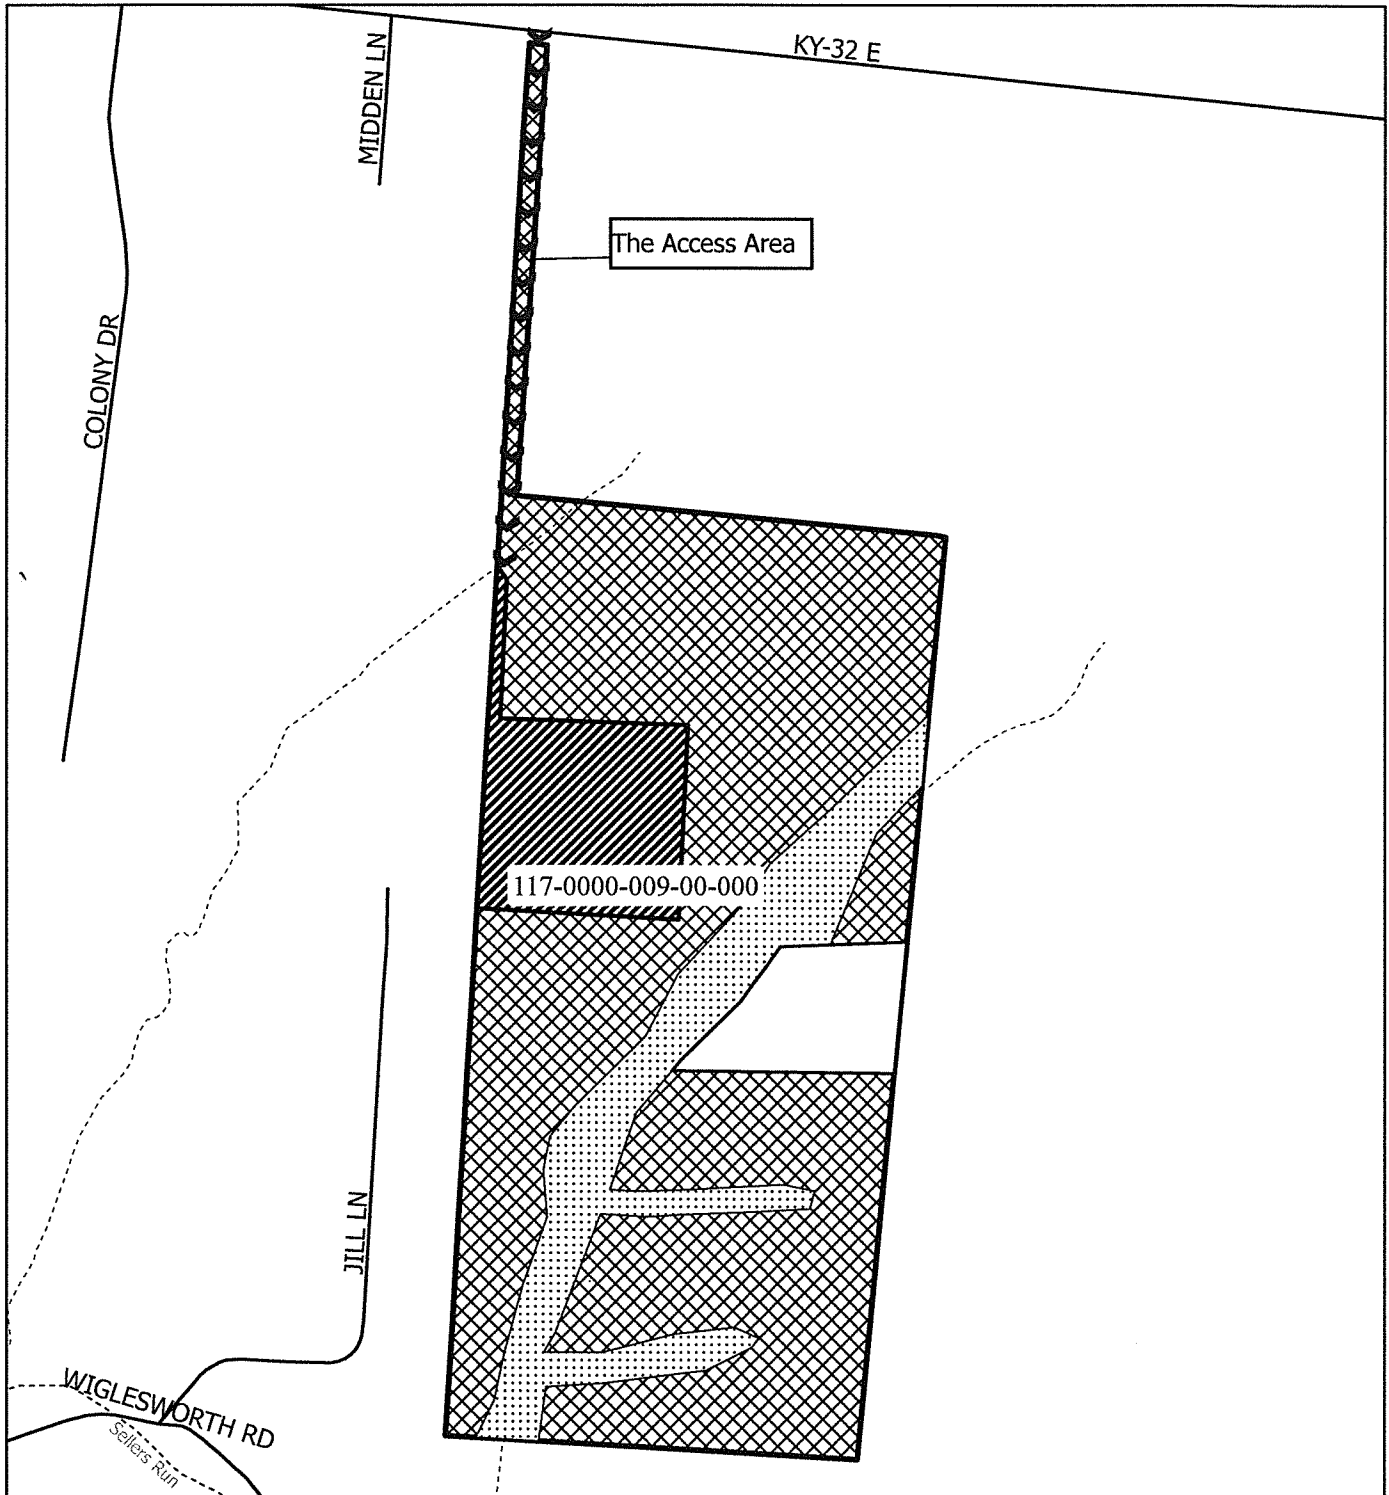 KY-32 E
MIDDEN LN
The Access Area
COLONY DR
117-0000-009-00-000
JILL LN
WIGLESWORTH RD
Sellers Run